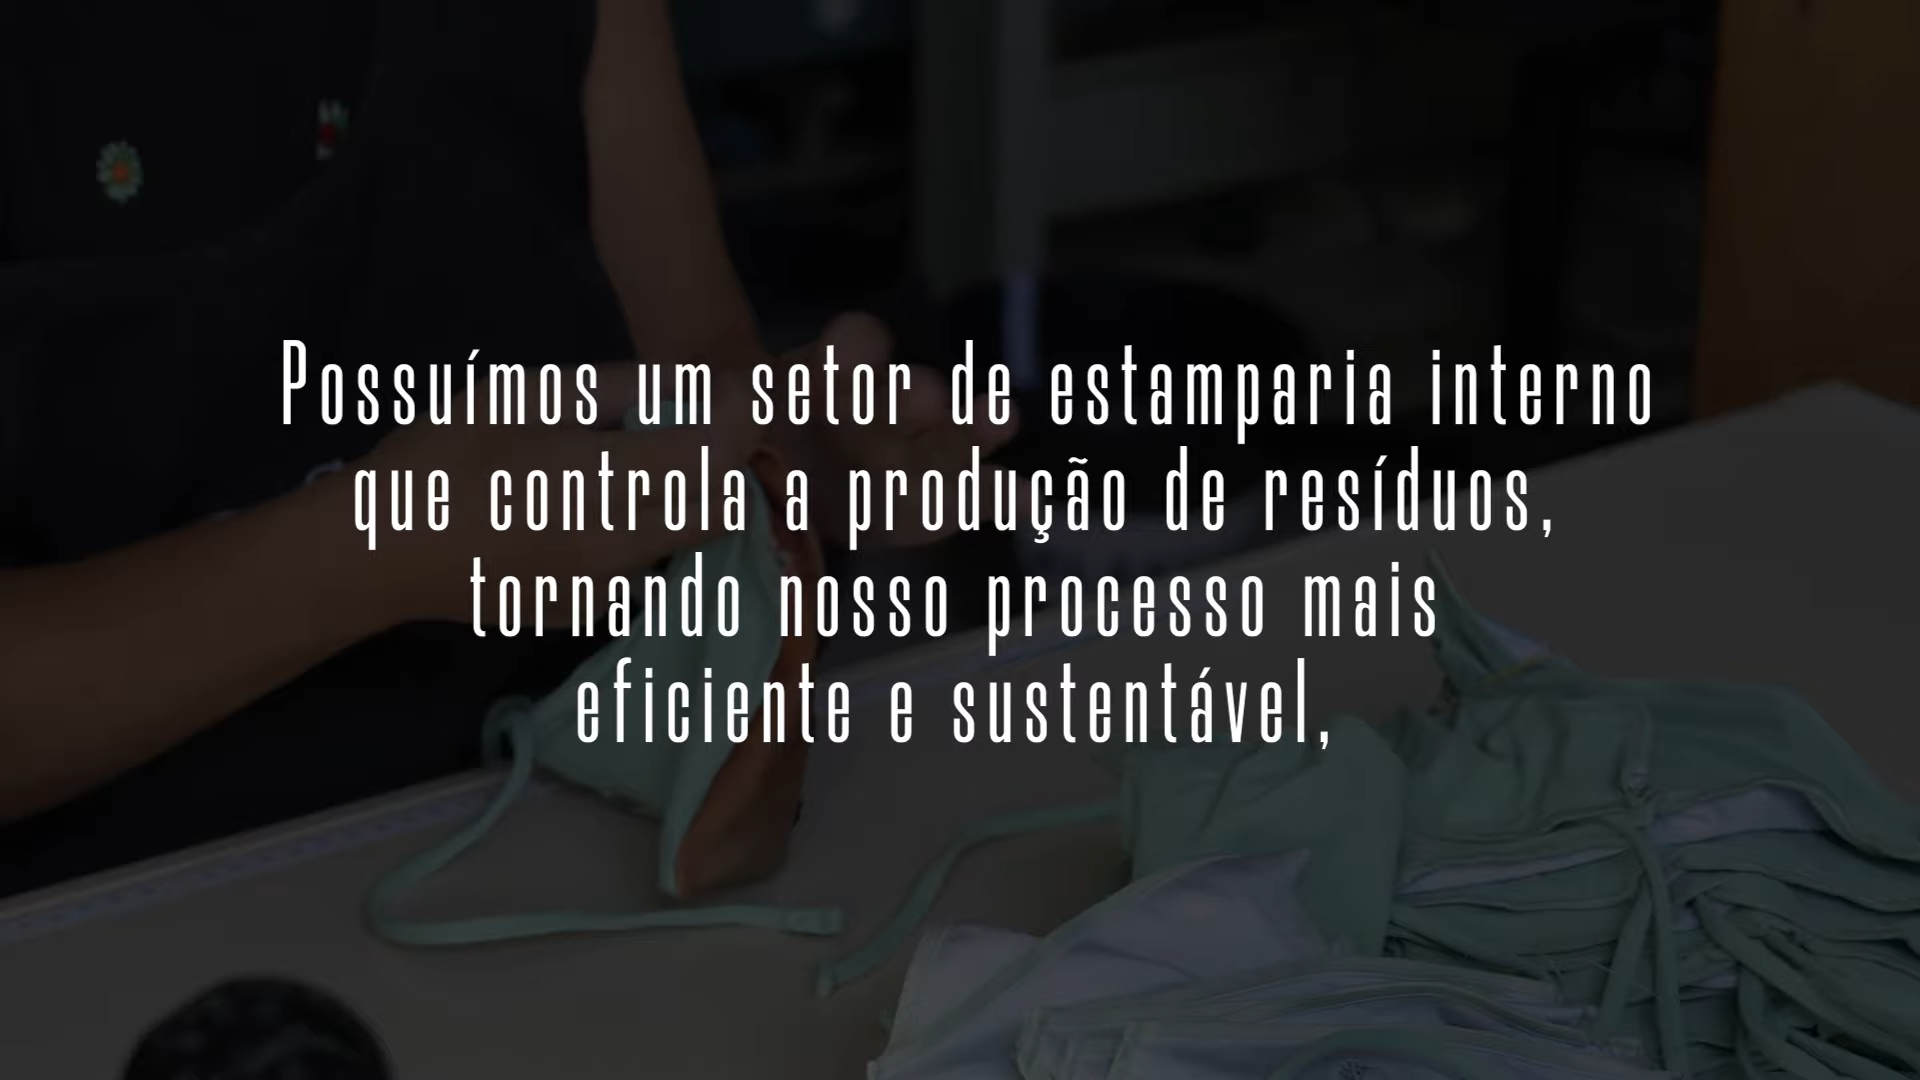 Possuímos um setor de estamparia interno
que controla a produção de resíduos,
tornando nosso processo mais
eficiente e sustentável,